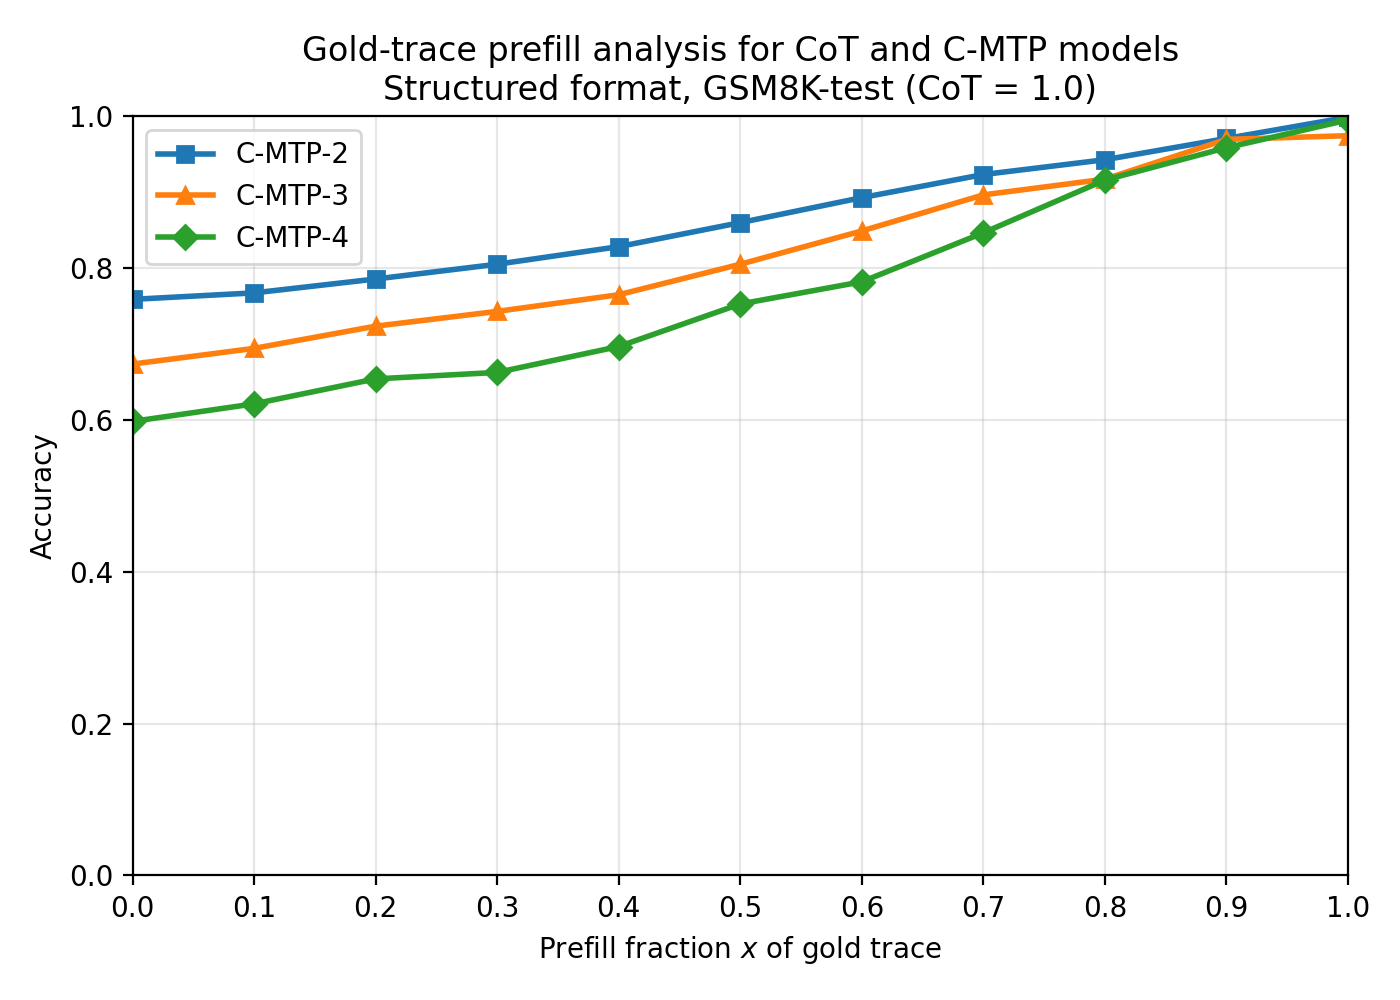 Gold-trace prefill analysis for CoT and C-MTP models
Structured format, GSM8K-test (CoT = 1.0)
C-MTP-2
C-MTP-3
C-MTP-4
Accuracy
1.0
0.8
0.6
0.4
0.2
0.0
0.0 0.1 0.2 0.3 0.4 0.5 0.6 0.7 0.8 0.9 1.0
Prefill fraction x of gold trace